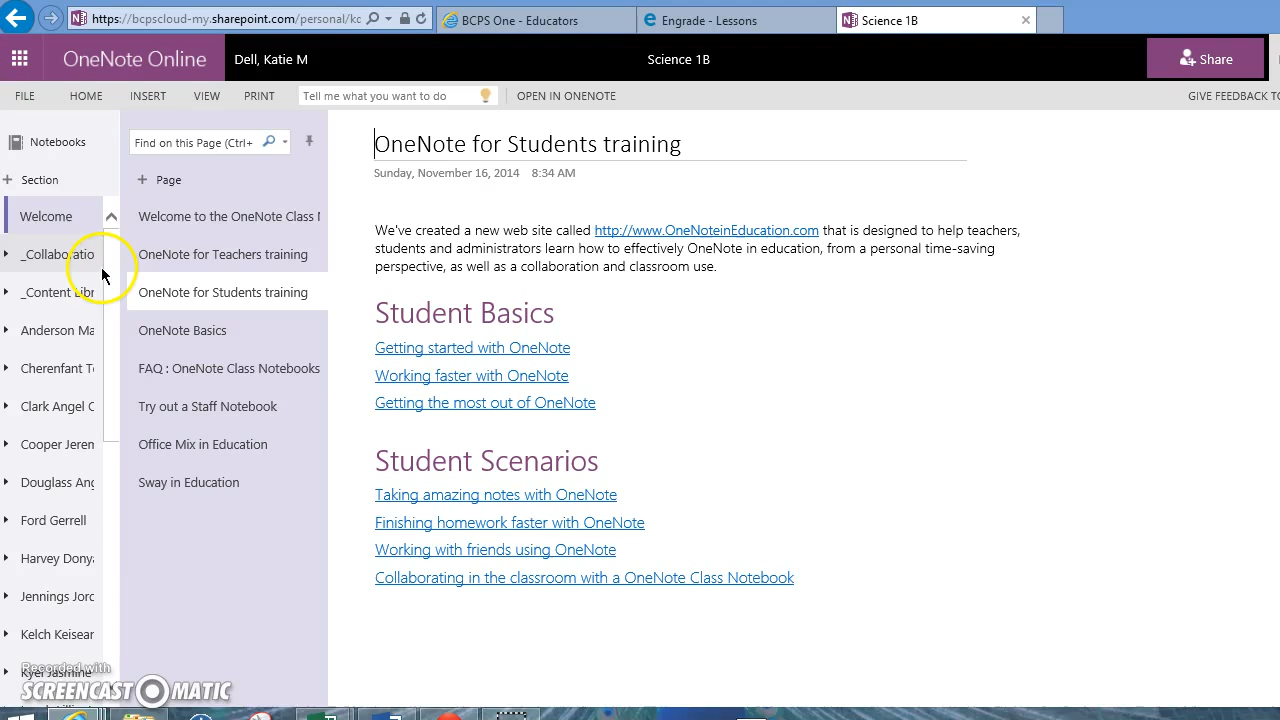 https://bcpscloud-my.sharepoint.com/personal/kc
BCPS One - Educators
Engrade - Lessons
Science 1B
OneNote Online
Dell, Katie M
Science 1B
Share
FILE
HOME
INSERT
VIEW
PRINT
Tell me what you want to do
OPEN IN ONENOTE
GIVE FEEDBACK TO
Notebooks
Section
Welcome
_Collaboratio
_Content Libr
Anderson Ma
Cherenfant T
Clark Angel C
Cooper Jerem
Douglass Ang
Ford Gerrell
Harvey Dony
Jennings Jord
Kelch Keisear
Kyer Jasmine
Find on this Page (Ctrl+
Page
Welcome to the OneNote Class N
OneNote for Teachers training
OneNote for Students training
OneNote Basics
FAQ : OneNote Class Notebooks
Try out a Staff Notebook
Office Mix in Education
Sway in Education
OneNote for Students training
Sunday, November 16, 2014 8:34 AM
We've created a new web site called http://www.OneNoteinEducation.com that is designed to help teachers,
students and administrators learn how to effectively OneNote in education, from a personal time-saving
perspective, as well as a collaboration and classroom use.
Student Basics
Getting started with OneNote
Working faster with OneNote
Getting the most out of OneNote
Student Scenarios
Taking amazing notes with OneNote
Finishing homework faster with OneNote
Working with friends using OneNote
Collaborating in the classroom with a OneNote Class Notebook
Recorded with
SCREENCAST MATIC